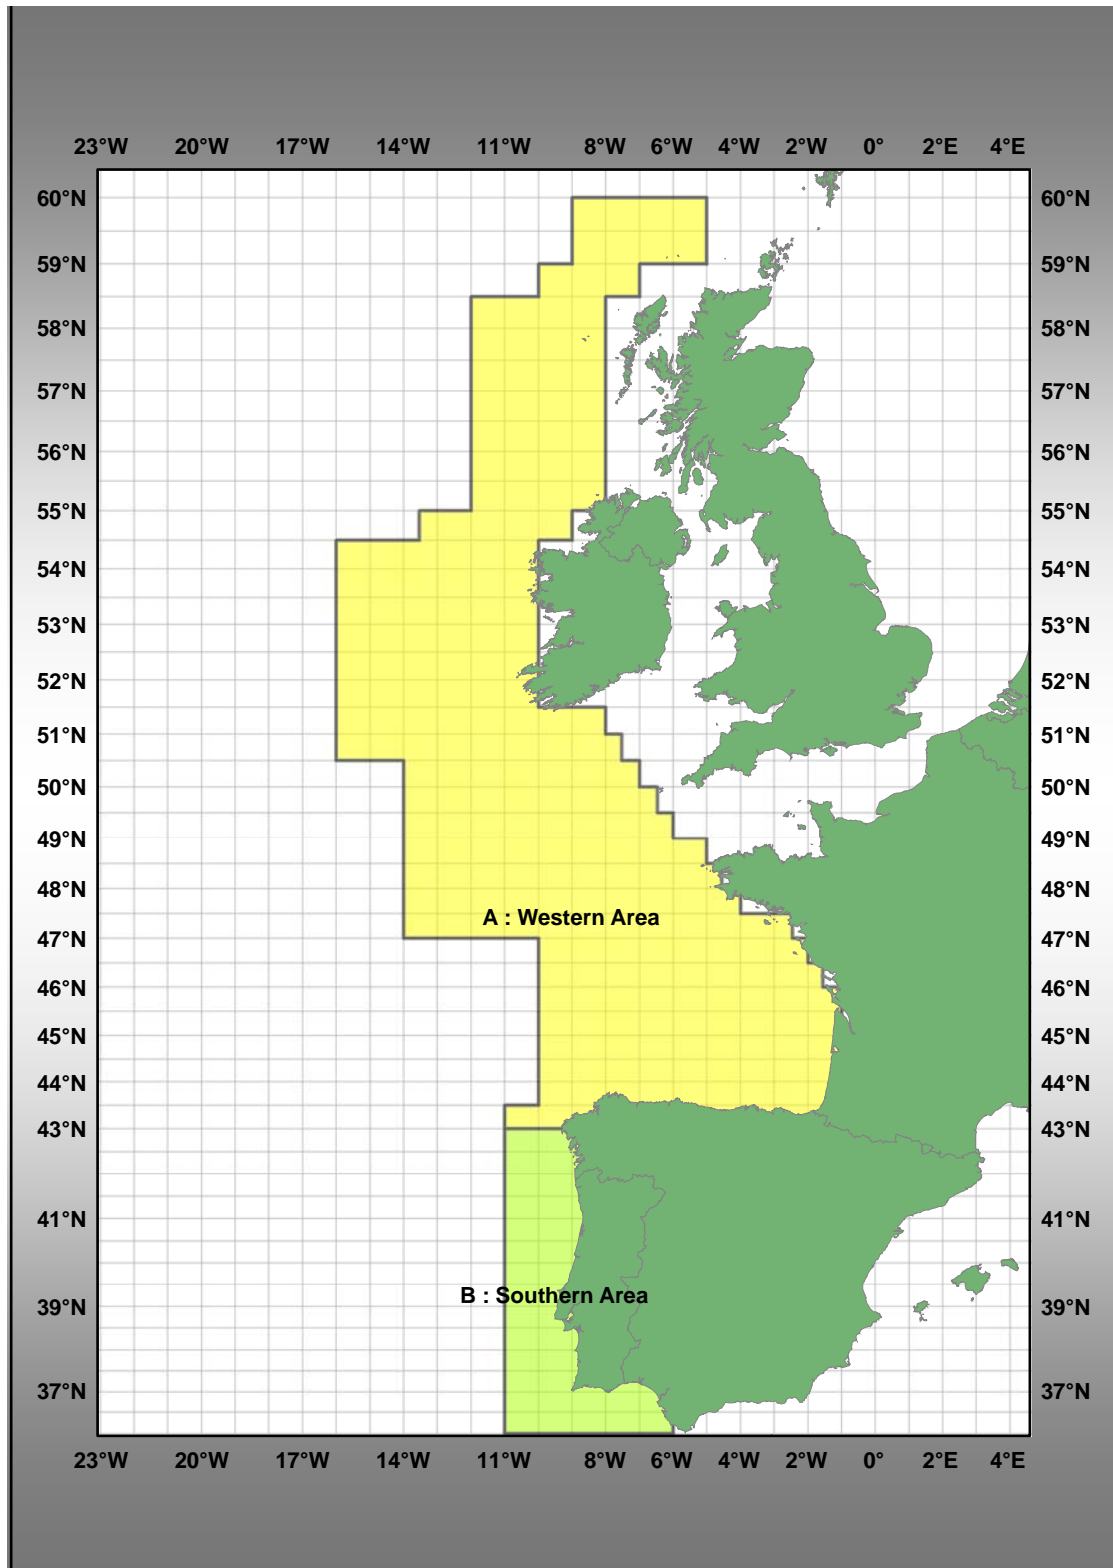 23°W 20°W 17°W 14°W 11°W 8°W 6°W 4°W 2°W 0° 2°E 4°E
60°N 60°N
59°N 59°N
58°N 58°N
57°N 57°N
56°N 56°N
55°N 55°N
54°N 54°N
53°N 53°N
52°N 52°N
51°N 51°N
50°N 50°N
49°N 49°N
48°N 48°N
A : Western Area
47°N 47°N
46°N 46°N
45°N 45°N
44°N 44°N
43°N 43°N
41°N 41°N
B : Southern Area
39°N 39°N
37°N 37°N
23°W 20°W 17°W 14°W 11°W 8°W 6°W 4°W 2°W 0° 2°E 4°E